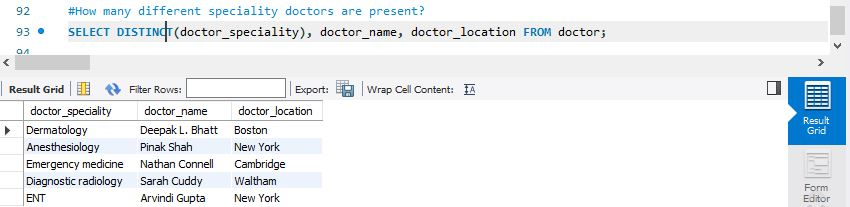 92 #How many different speciality doctors are present?
93 SELECT DISTINCT(doctor_speciality), doctor_name, doctor_location FROM doctor;
94
Result Grid Filter Rows: Export: Wrap Cell Content: IA
doctor_speciality doctor_name doctor_location
Dermatology Deepak L. Bhatt Boston
Anesthesiology Pinak Shah New York
Emergency medicine Nathan Connell Cambridge
Diagnostic radiology Sarah Cuddy Waltham
ENT Arvindi Gupta New York
Result
Grid
Form
Editor